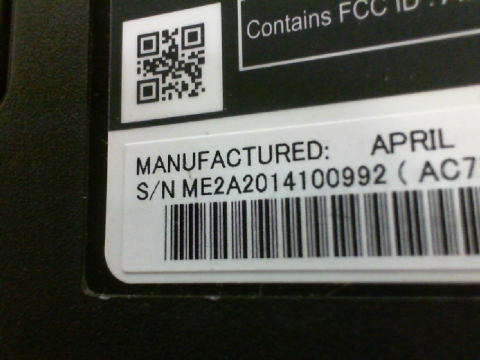 Contains FCC ID : A
MANUFACTURED: APRIL
S/N ME2A2014100992 ( AC7